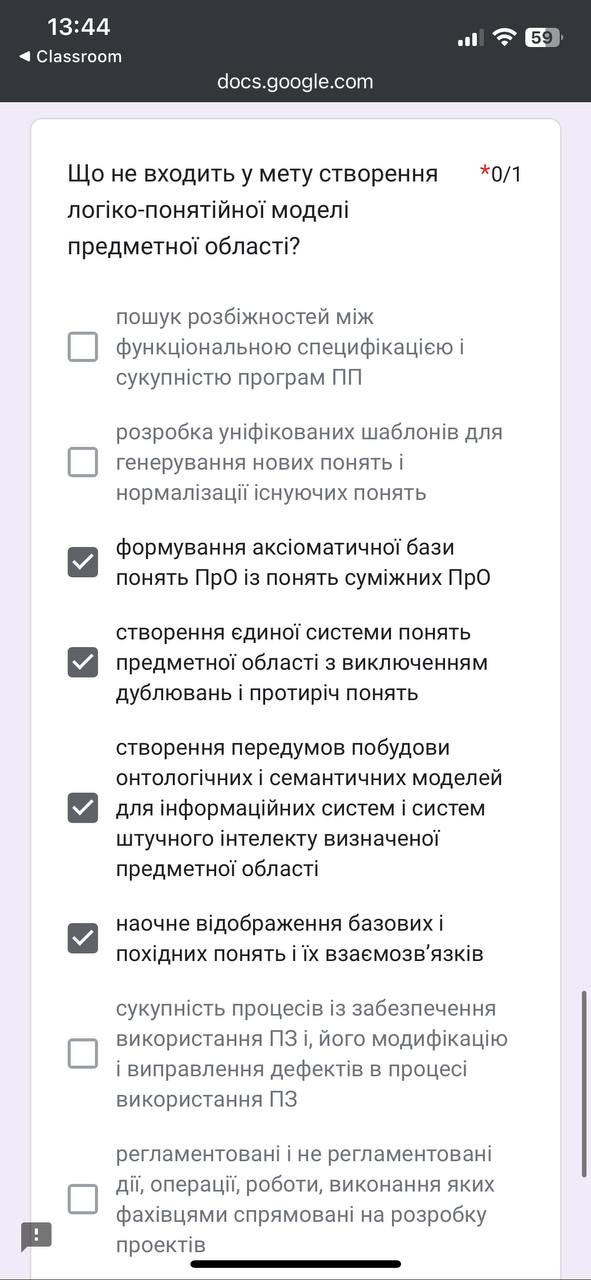 13:44
59
◀ Classroom
docs.google.com
Що не входить у мету створення
*0/1
логіко-понятійної моделі
предметної області?
пошук розбіжностей між
функціональною специфікацією і
сукупністю програм ПП
розробка уніфікованих шаблонів для
генерування нових понять і
нормалізації існуючих понять
формування аксіоматичної бази
понять ПрО із понять суміжних ПрО
створення єдиної системи понять
предметної області з виключенням
дублювань і протиріч понять
створення передумов побудови
онтологічних і семантичних моделей
для інформаційних систем і систем
штучного інтелекту визначеної
предметної області
наочне відображення базових і
похідних понять і їх взаємозв’язків
сукупність процесів із забезпечення
використання ПЗ і, його модифікацію
і виправлення дефектів в процесі
використання ПЗ
регламентовані і не регламентовані
дії, операції, роботи, виконання яких
фахівцями спрямовані на розробку
проектів